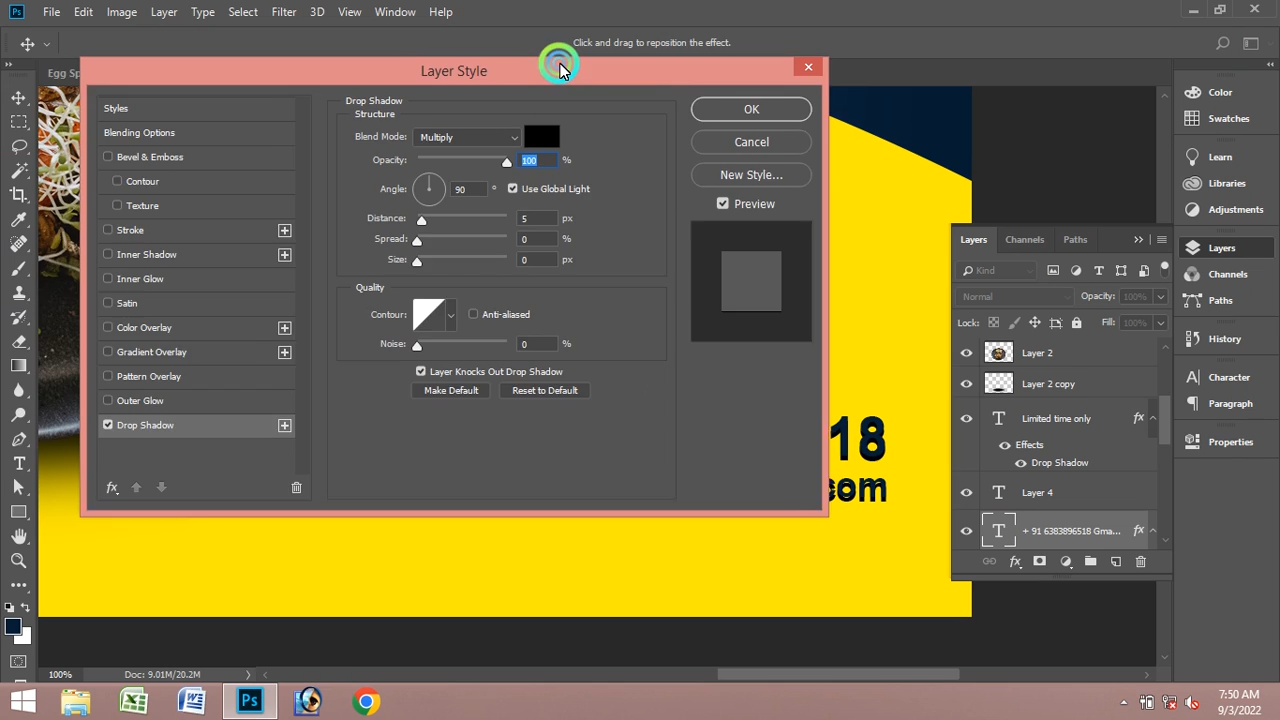 Ps File Edit Image Layer Type Select Filter 3D View Window Help
Click and drag to reposition the effect.
Egg Sp
Layer Style
Styles
Blending Options
Bevel & Emboss
Contour
Texture
Stroke
Inner Shadow
Inner Glow
Satin
Color Overlay
Gradient Overlay
Pattern Overlay
Outer Glow
Drop Shadow
fx
Drop Shadow
Structure
Blend Mode: Multiply
Opacity: 100 %
Angle: 90 ° Use Global Light
Distance: 5 px
Spread: 0 %
Size: 0 px
Quality
Contour: Anti-aliased
Noise: 0 %
Layer Knocks Out Drop Shadow
Make Default Reset to Default
OK
Cancel
New Style...
Preview
18
com
Layers Channels Paths
Kind
Normal Opacity: 100%
Lock: Fill: 100%
Layer 2
Layer 2 copy
T Limited time only fx
Effects
Drop Shadow
T Layer 4
T + 91 6383896518 Gma... fx
fx
Color
Swatches
Learn
Libraries
Adjustments
Layers
Channels
Paths
History
Character
Paragraph
Properties
100% Doc: 9.01M/20.2M
Ps
7:50 AM
9/3/2022